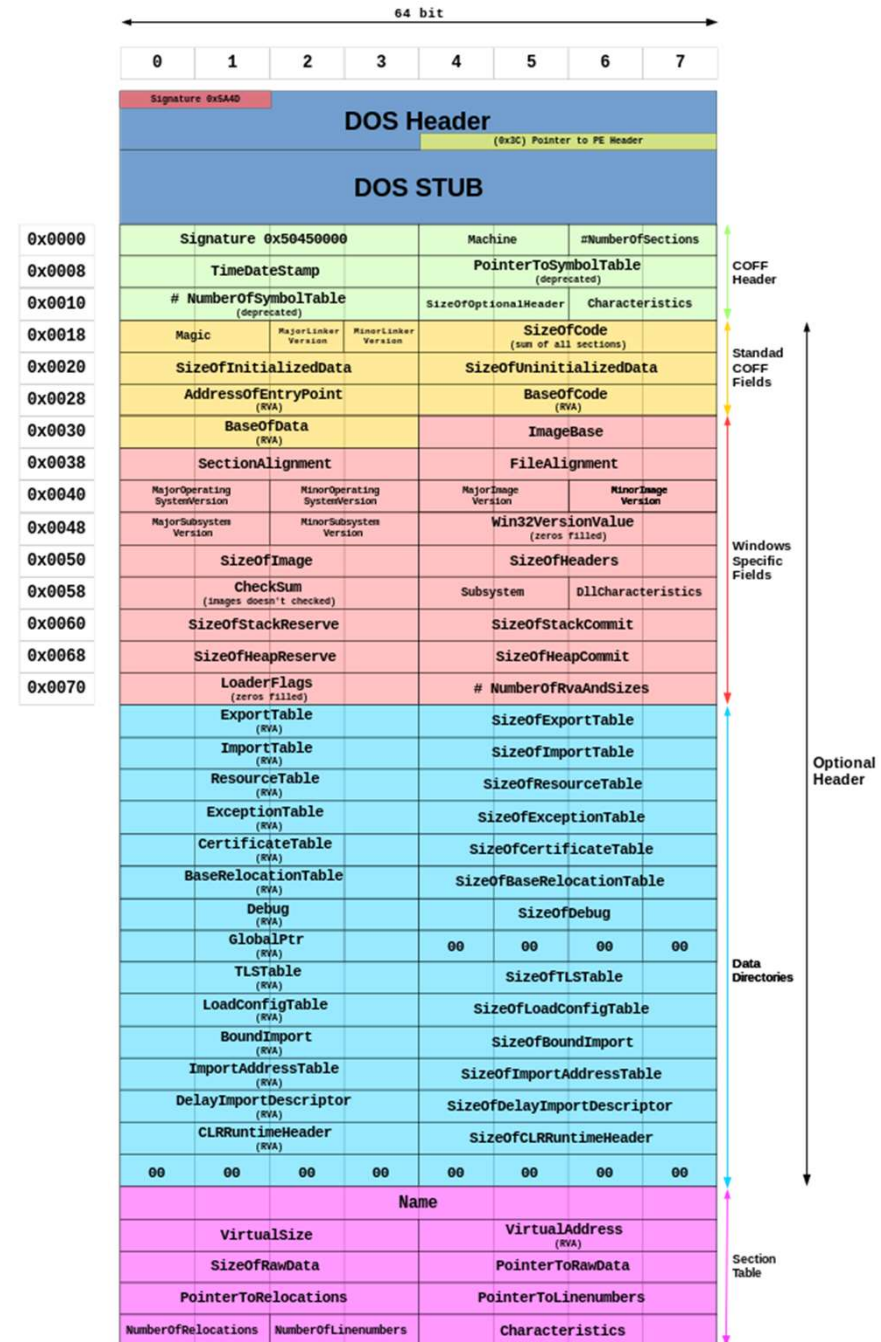 64 bit
0 1 2 3 4 5 6 7
Signature 0x5A4D
DOS Header
(0x3C) Pointer to PE Header
DOS STUB
0x0000 Signature 0x50450000 Machine #NumberOfSections
0x0008 TimeDateStamp PointerToSymbolTable
(deprecated)
COFF
Header
0x0010 # NumberOfSymbolTable SizeOfOptionalHeader Characteristics
(deprecated)
0x0018 Magic MajorLinker MinorLinker SizeOfCode
Version Version (sum of all sections)
Standad
COFF
Fields
0x0020 SizeOfInitializedData SizeOfUninitializedData
0x0028 AddressOfEntryPoint BaseOfCode
(RVA) (RVA)
0x0030 BaseOfData ImageBase
(RVA)
0x0038 SectionAlignment FileAlignment
0x0040 MajorOperating MinorOperating MajorImage MinorImage
SystemVersion SystemVersion Version Version
0x0048 MajorSubsystem MinorSubsystem Win32VersionValue
Version Version (zeros filled)
Windows
Specific
Fields
0x0050 SizeOfImage SizeOfHeaders
0x0058 CheckSum Subsystem DllCharacteristics
(images doesn't checked)
0x0060 SizeOfStackReserve SizeOfStackCommit
0x0068 SizeOfHeapReserve SizeOfHeapCommit
0x0070 LoaderFlags # NumberOfRvaAndSizes
(zeros filled)
ExportTable SizeOfExportTable
(RVA)
ImportTable SizeOfImportTable
(RVA)
Optional
Header
ResourceTable SizeOfResourceTable
(RVA)
ExceptionTable SizeOfExceptionTable
(RVA)
CertificateTable SizeOfCertificateTable
(RVA)
BaseRelocationTable SizeOfBaseRelocationTable
(RVA)
Debug SizeOfDebug
(RVA)
GlobalPtr 00 00 00 00
(RVA)
Data
Directories
TLSTable SizeOfTLSTable
(RVA)
LoadConfigTable SizeOfLoadConfigTable
(RVA)
BoundImport SizeOfBoundImport
(RVA)
ImportAddressTable SizeOfImportAddressTable
(RVA)
DelayImportDescriptor SizeOfDelayImportDescriptor
(RVA)
CLRRuntimeHeader SizeOfCLRRuntimeHeader
(RVA)
00 00 00 00 00 00 00 00
Name
VirtualSize VirtualAddress
(RVA)
Section
Table
SizeOfRawData PointerToRawData
PointerToRelocations PointerToLinenumbers
NumberOfRelocations NumberOfLinenumbers Characteristics